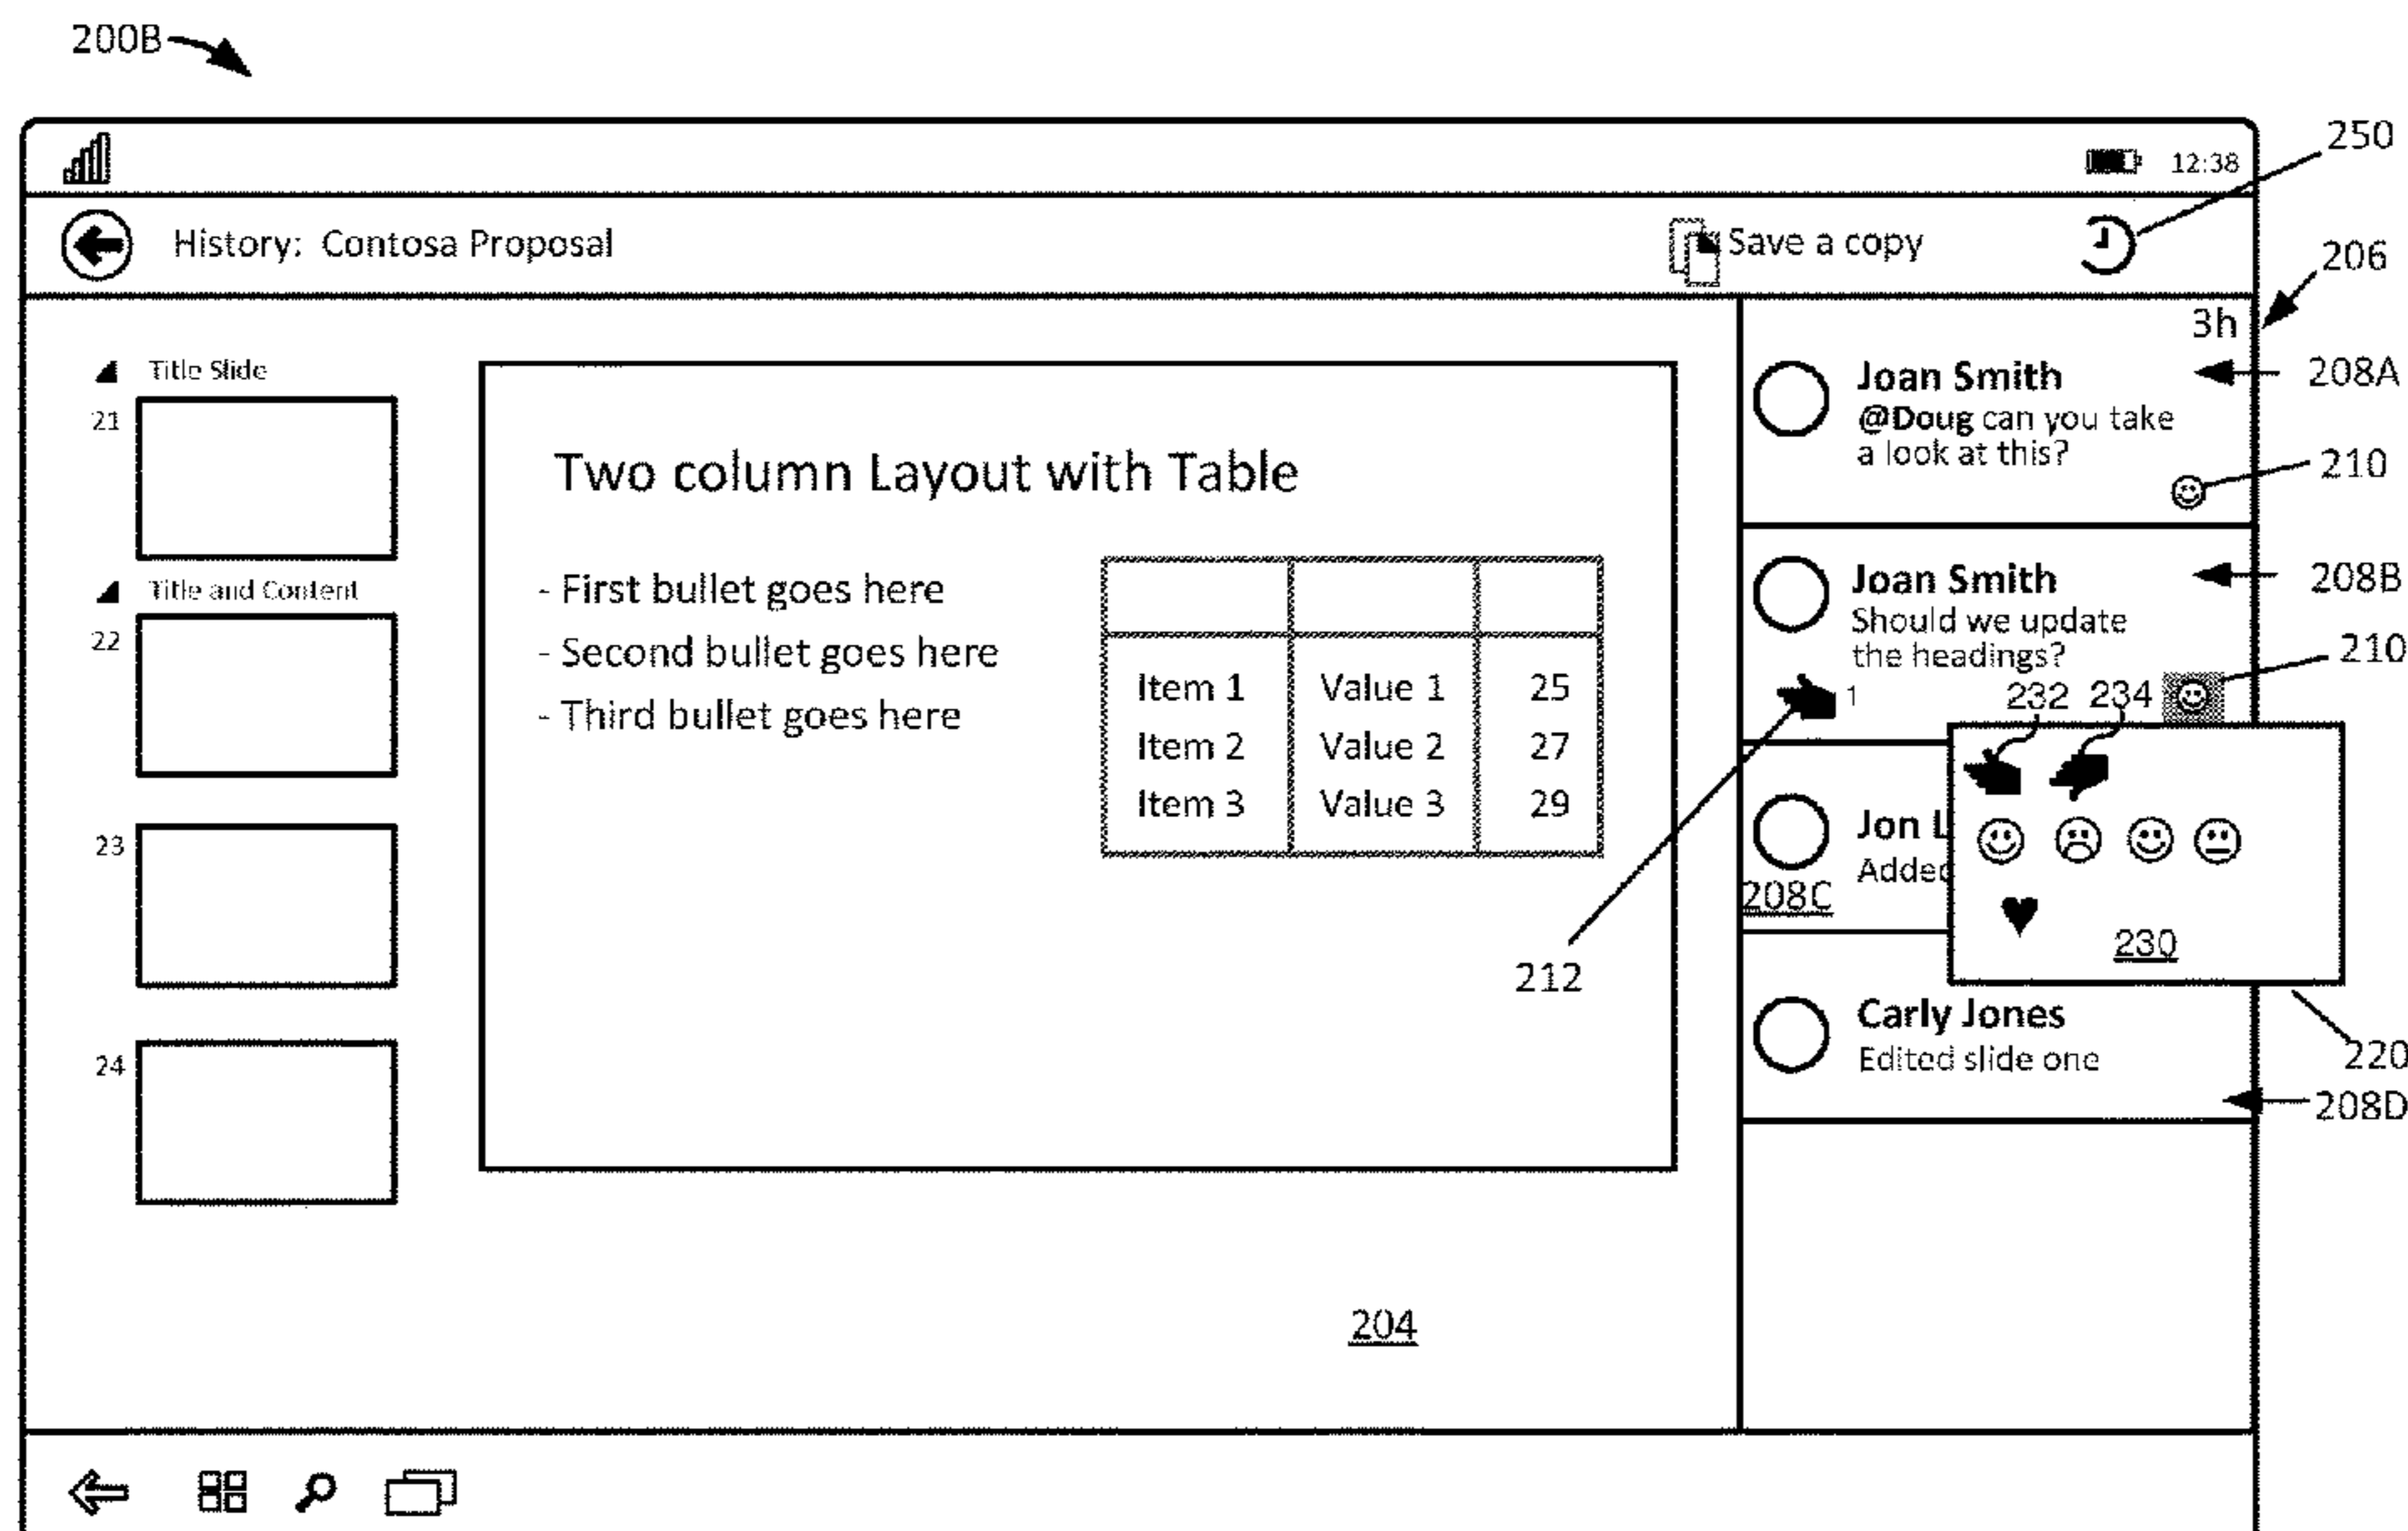 200B
250
12:38
History: Contosa Proposal
Save a copy
206
3h
Title Slide
21
Joan Smith
208A
@Doug can you take
a look at this?
210
Two column Layout with Table
Title and Content
22
- First bullet goes here
- Second bullet goes here
- Third bullet goes here
Item 1 Value 1 25
Item 2 Value 2 27
Item 3 Value 3 29
Joan Smith
208B
Should we update
the headings?
210
1
232 234
23
Jon L
Added
208C
230
212
24
Carly Jones
Edited slide one
220
208D
204